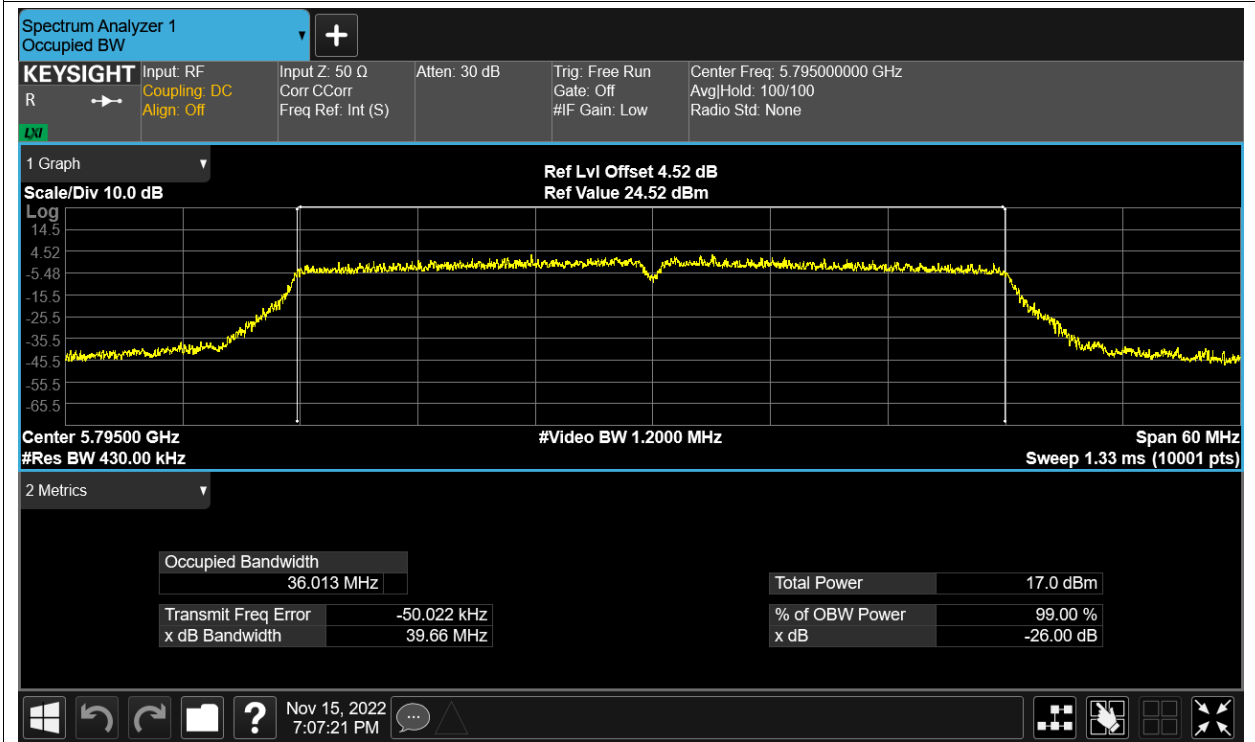 Spectrum Analyzer 1
Occupied BW
KEYSIGHT
R
LXI
Input: RF
Coupling: DC
Align: Off
Input Z: 50 Ω
Corr CCorr
Freq Ref: Int (S)
Atten: 30 dB
Trig: Free Run
Gate: Off
#IF Gain: Low
Center Freq: 5.795000000 GHz
Avg|Hold: 100/100
Radio Std: None
1 Graph
Scale/Div 10.0 dB
Ref Lvl Offset 4.52 dB
Ref Value 24.52 dBm
Log
14.5
4.52
-5.48
-15.5
-25.5
-35.5
-45.5
-55.5
-65.5
Center 5.79500 GHz
#Video BW 1.2000 MHz
Span 60 MHz
#Res BW 430.00 kHz
Sweep 1.33 ms (10001 pts)
2 Metrics
Occupied Bandwidth
36.013 MHz
Total Power 17.0 dBm
Transmit Freq Error -50.022 kHz
% of OBW Power 99.00 %
x dB Bandwidth 39.66 MHz
x dB -26.00 dB
?
Nov 15, 2022
7:07:21 PM